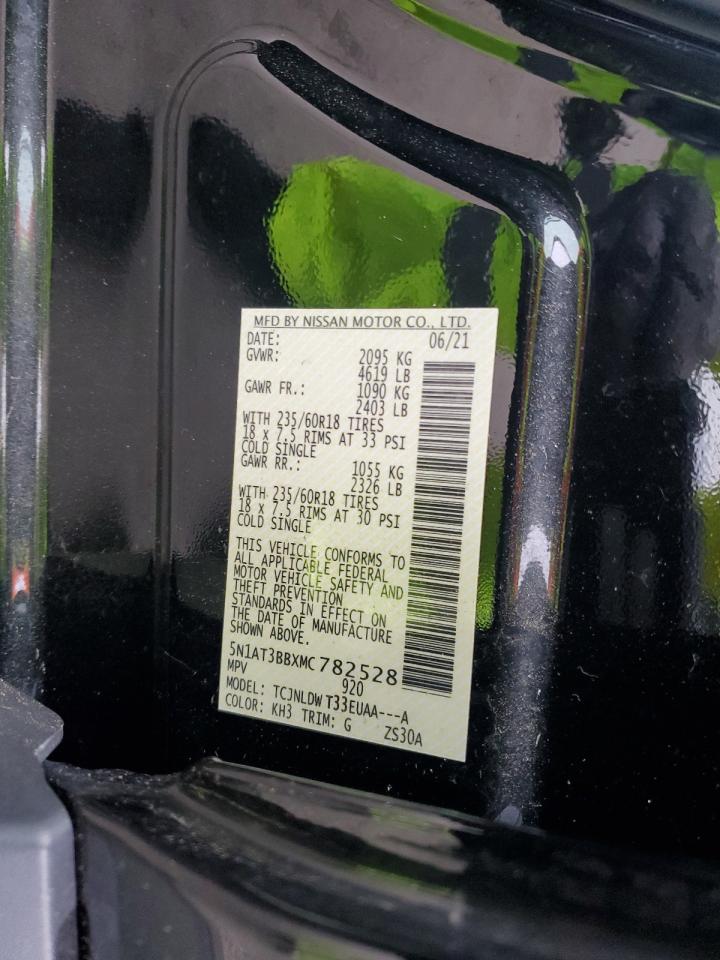 MFD BY NISSAN MOTOR CO., LTD.
DATE: 06/21
GVWR: 2095 KG
4619 LB
GAWR FR.: 1090 KG
2403 LB
WITH 235/60R18 TIRES
18 x 7.5 RIMS AT 33 PSI
COLD SINGLE
GAWR RR.: 1055 KG
2326 LB
WITH 235/60R18 TIRES
18 x 7.5 RIMS AT 30 PSI
COLD SINGLE
THIS VEHICLE CONFORMS TO
ALL APPLICABLE FEDERAL
MOTOR VEHICLE SAFETY AND
THEFT PREVENTION
STANDARDS IN EFFECT ON
THE DATE OF MANUFACTURE
SHOWN ABOVE.
5N1AT3BBXMC782528
MPV 920
MODEL: TCJNLDW T33EUAA---A
COLOR: KH3 TRIM: G ZS30A